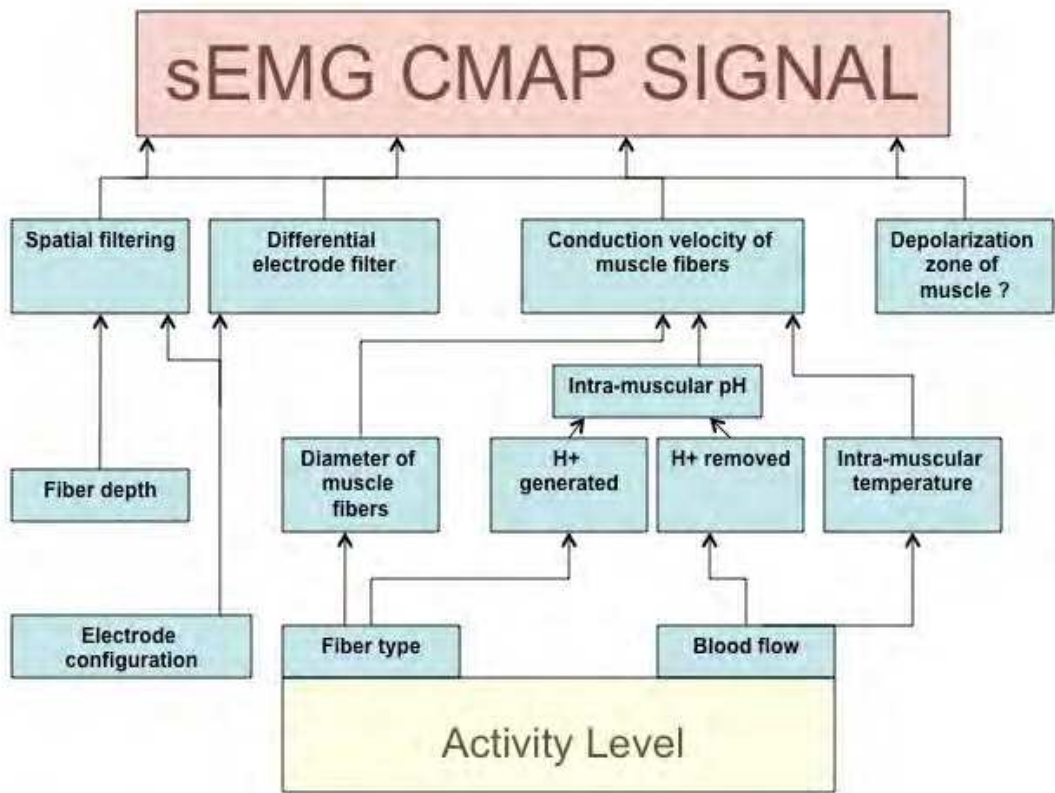 sEMG CMAP SIGNAL
Spatial filtering
Differential
electrode filter
Conduction velocity of
muscle fibers
Depolarization
zone of
muscle ?
Intra-muscular pH
Fiber depth
Diameter of
muscle
fibers
H+
generated
H+ removed
Intra-muscular
temperature
Electrode
configuration
Fiber type
Blood flow
Activity Level